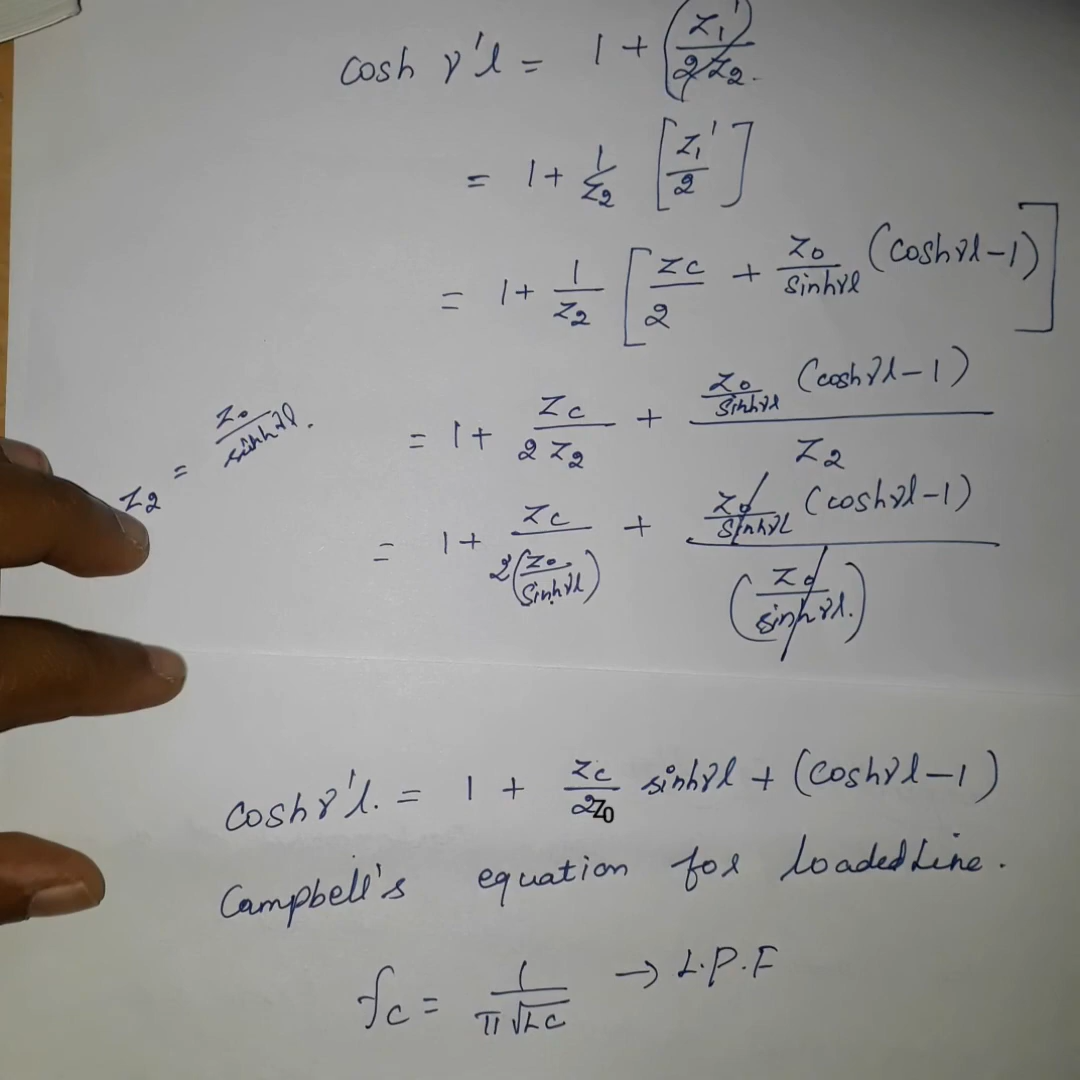 cosh γ'l = 1 + (Z₁'/2Z₂)
= 1 + 1/Z₂ [Z₁'/2]
= 1 + 1/Z₂ [Zc/2 + Z₀/sinhγl (coshγl - 1)]
Z₂ = Z₀/sinhγl.
= 1 + Zc/2Z₂ + Z₀/sinhγl (coshγl - 1)/Z₂
= 1 + Zc/2(Z₀/sinhγl) + Z₀/sinhγl (coshγl - 1)/(Z₀/sinhγl.)
coshγ'l. = 1 + Zc/2Z₀ sinhγl + (coshγl - 1)
Campbell's equation for loaded Line.
fc = 1/π√LC → L.P.F